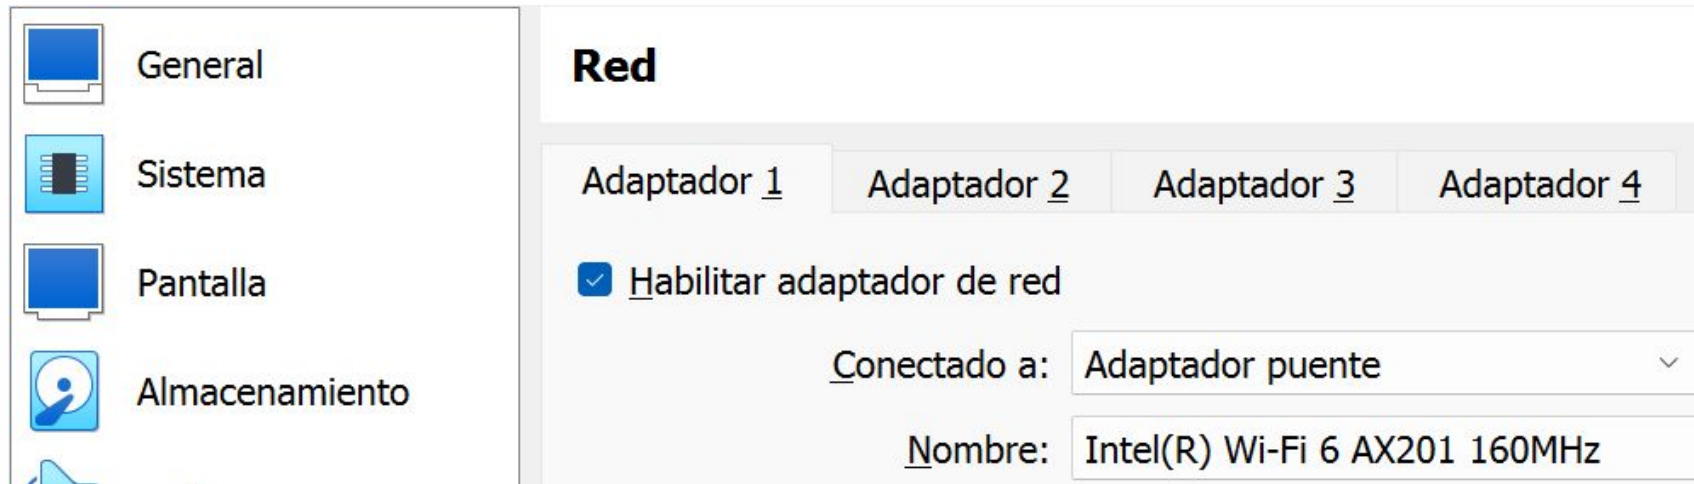 General
Sistema
Pantalla
Almacenamiento
Red
Adaptador 1
Adaptador 2
Adaptador 3
Adaptador 4
Habilitar adaptador de red
Conectado a: Adaptador puente
Nombre: Intel(R) Wi-Fi 6 AX201 160MHz